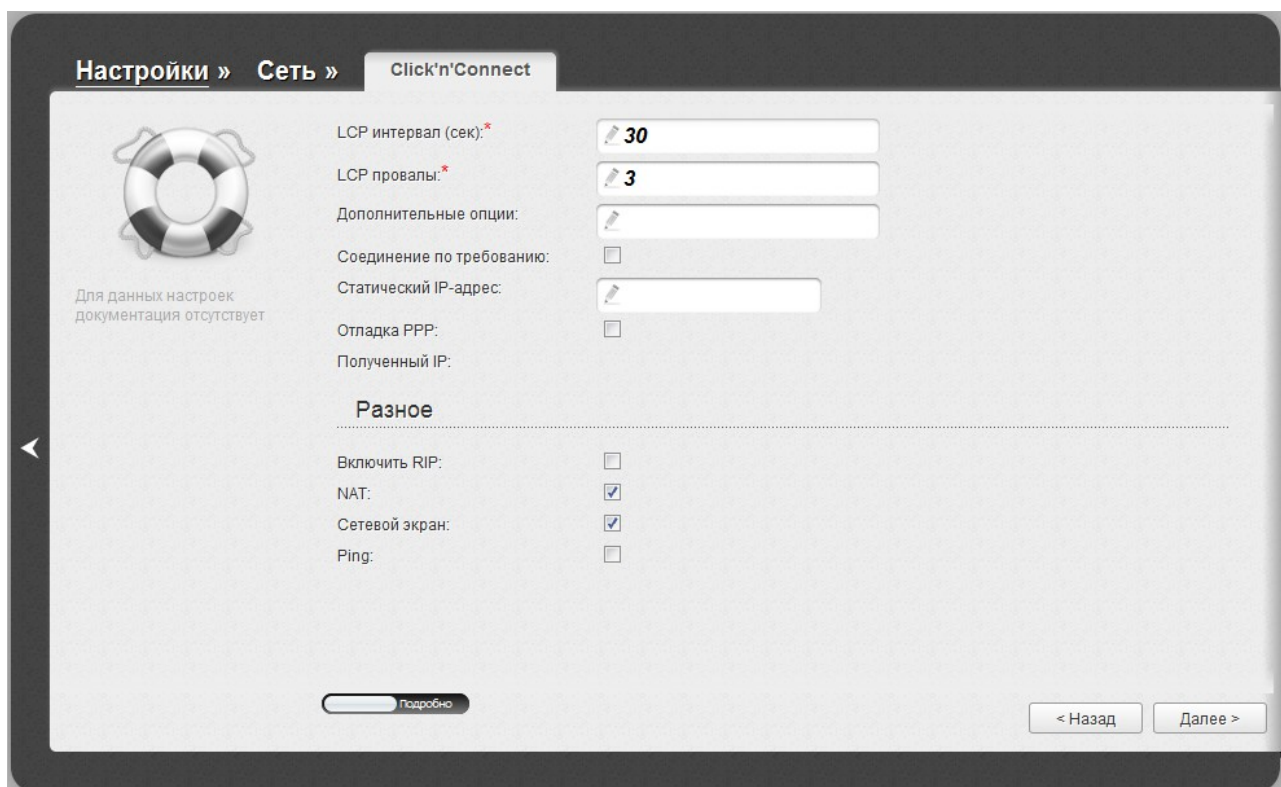 Настройки » Сеть » Click'n'Connect
LCP интервал (сек):* 30
LCP провалы:* 3
Дополнительные опции:
Соединение по требованию:
Статический IP-адрес:
Отладка PPP:
Полученный IP:
Для данных настроек
документация отсутствует
Разное
Включить RIP:
NAT:
Сетевой экран:
Ping:
Подробно
< Назад Далее >